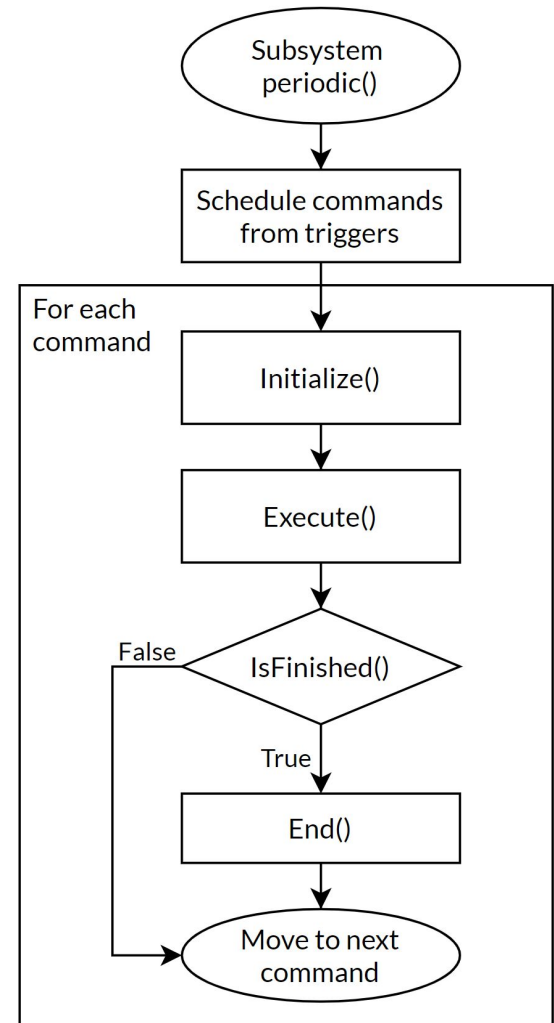 Subsystem
periodic()
Schedule commands
from triggers
For each
command
Initialize()
Execute()
IsFinished()
False
True
End()
Move to next
command